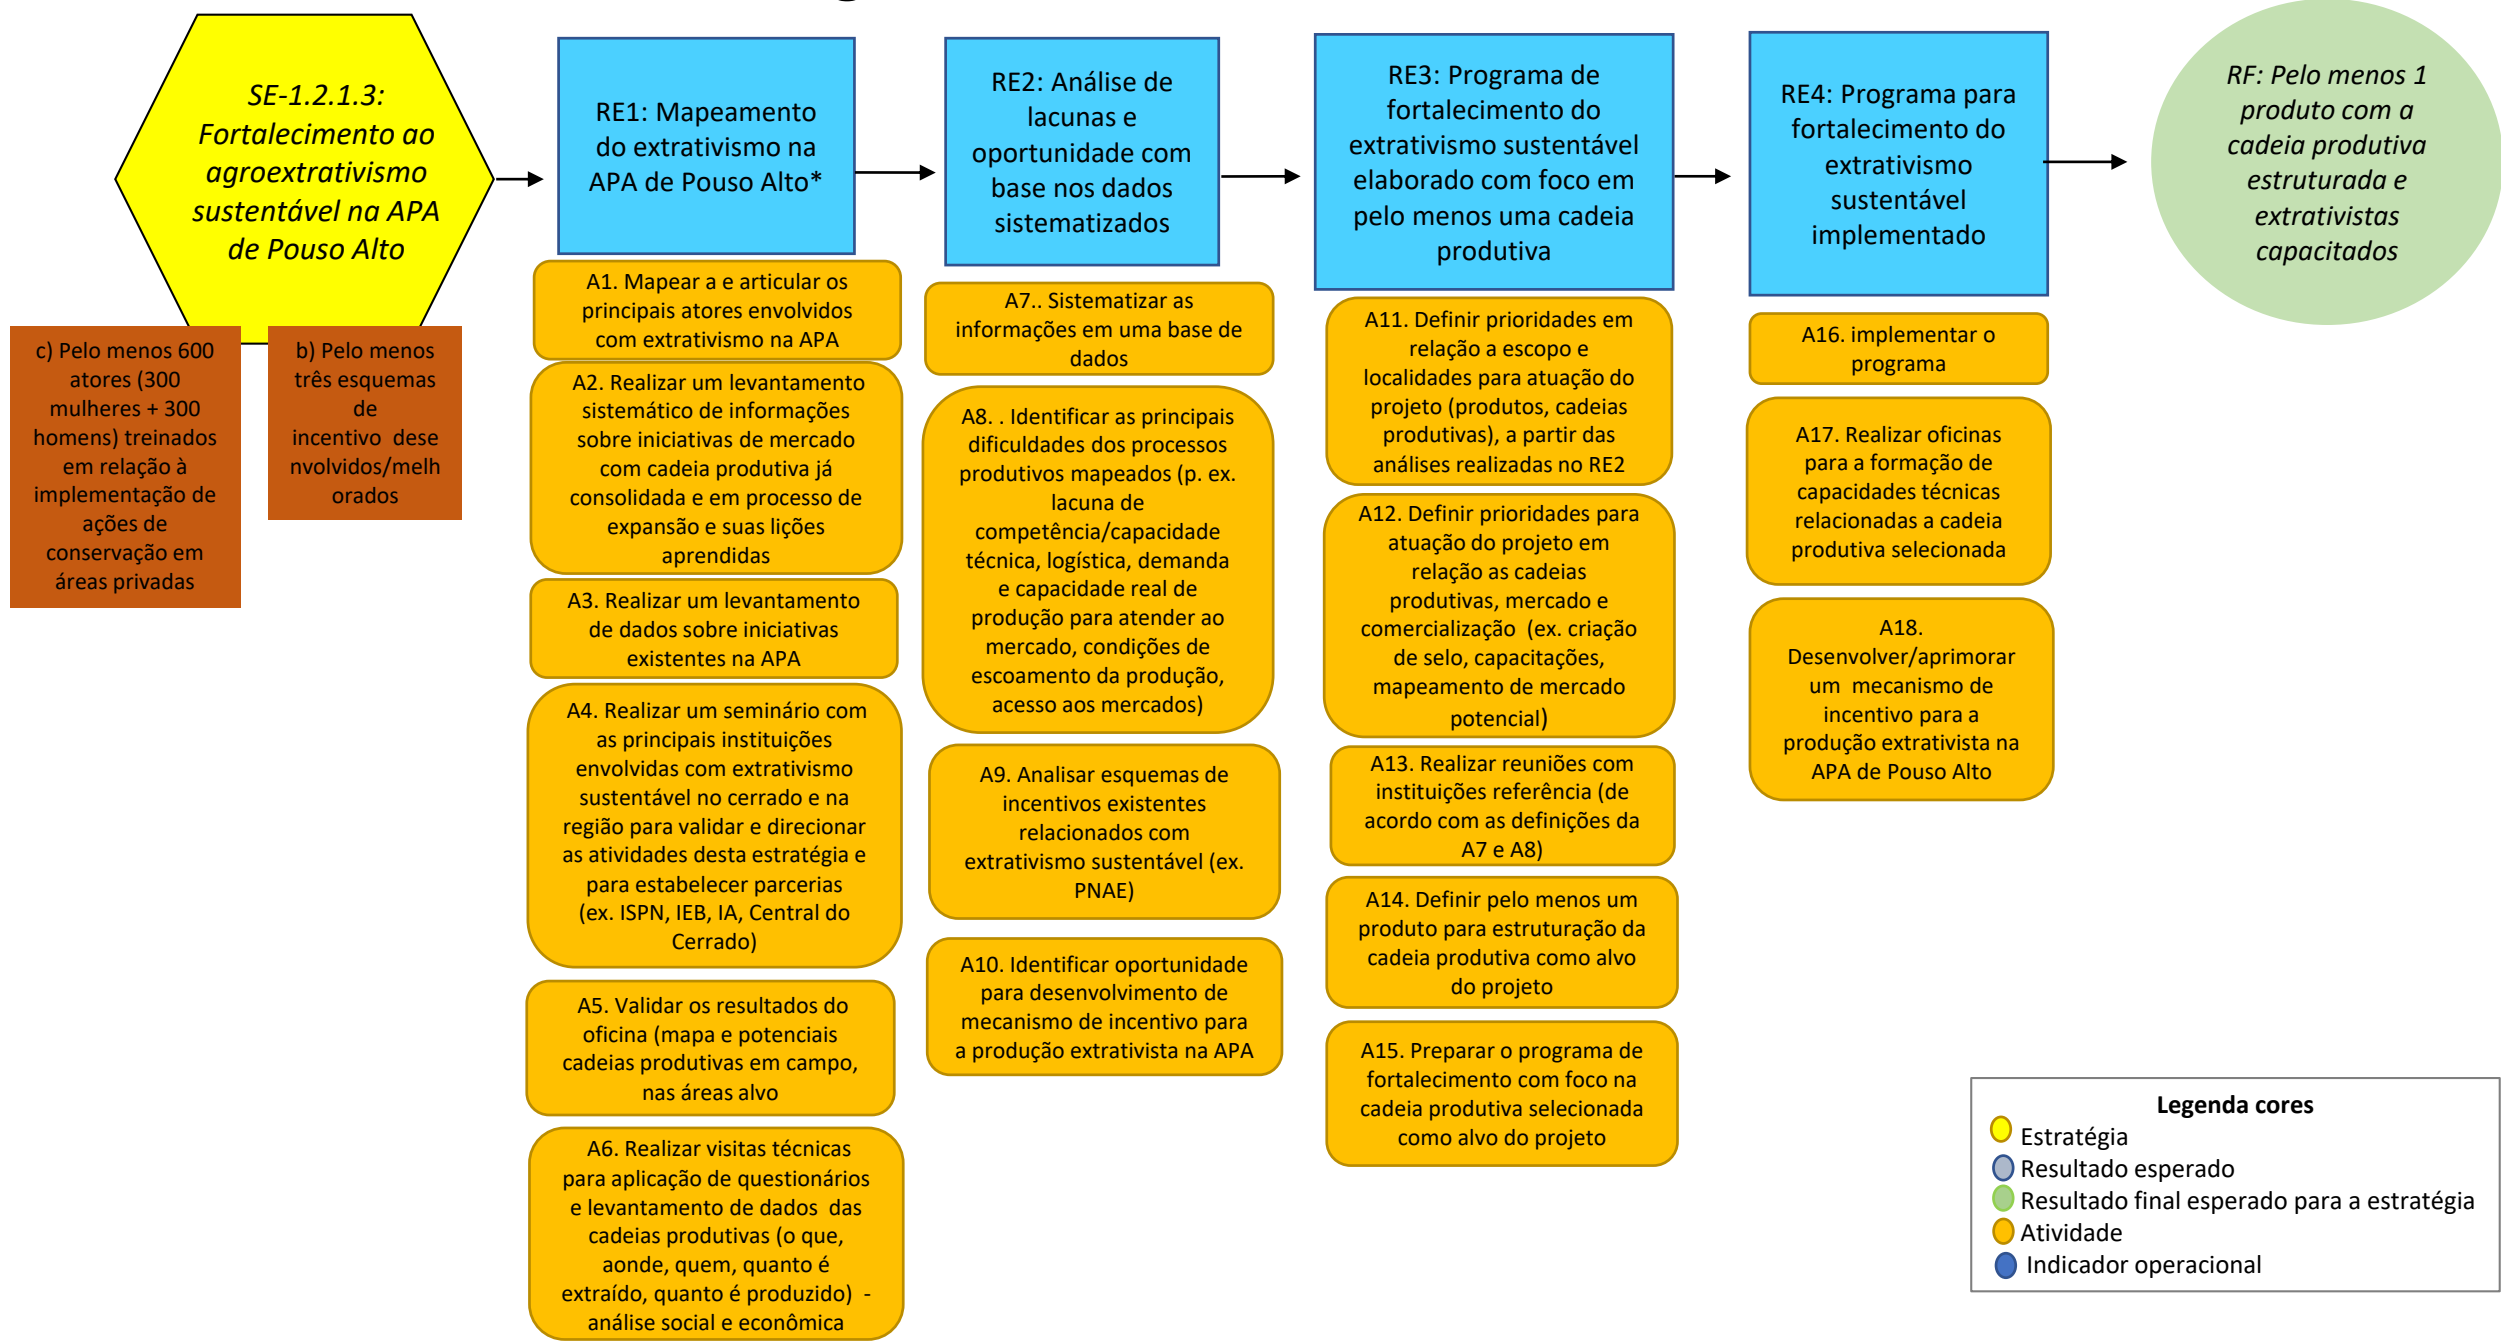 SE-1.2.1.3:
Fortalecimento ao
agroextrativismo
sustentável na APA
de Pouso Alto
c) Pelo menos 600
atores (300
mulheres + 300
homens) treinados
em relação à
implementação de
ações de
conservação em
áreas privadas
b) Pelo menos
três esquemas
de
incentivo  dese
nvolvidos/melh
orados
RE1: Mapeamento
do extrativismo na
APA de Pouso Alto*
A1. Mapear a e articular os
principais atores envolvidos
com extrativismo na APA
A2. Realizar um levantamento
sistemático de informações
sobre iniciativas de mercado
com cadeia produtiva já
consolidada e em processo de
expansão e suas lições
aprendidas
A3. Realizar um levantamento
de dados sobre iniciativas
existentes na APA
A4. Realizar um seminário com
as principais instituições
envolvidas com extrativismo
sustentável no cerrado e na
região para validar e direcionar
as atividades desta estratégia e
para estabelecer parcerias
(ex. ISPN, IEB, IA, Central do
Cerrado)
A5. Validar os resultados do
oficina (mapa e potenciais
cadeias produtivas em campo,
nas áreas alvo
A6. Realizar visitas técnicas
para aplicação de questionários
e levantamento de dados  das
cadeias produtivas (o que,
aonde, quem, quanto é
extraído, quanto é produzido)  -
análise social e econômica
RE2: Análise de
lacunas e
oportunidade com
base nos dados
sistematizados
A7.. Sistematizar as
informações em uma base de
dados
A8. . Identificar as principais
dificuldades dos processos
produtivos mapeados (p. ex.
lacuna de
competência/capacidade
técnica, logística, demanda
e capacidade real de
produção para atender ao
mercado, condições de
escoamento da produção,
acesso aos mercados)
A9. Analisar esquemas de
incentivos existentes
relacionados com
extrativismo sustentável (ex.
PNAE)
A10. Identificar oportunidade
para desenvolvimento de
mecanismo de incentivo para
a produção extrativista na APA
RE3: Programa de
fortalecimento do
extrativismo sustentável
elaborado com foco em
pelo menos uma cadeia
produtiva
A11. Definir prioridades em
relação a escopo e
localidades para atuação do
projeto (produtos, cadeias
produtivas), a partir das
análises realizadas no RE2
A12. Definir prioridades para
atuação do projeto em
relação as cadeias
produtivas, mercado e
comercialização  (ex. criação
de selo, capacitações,
mapeamento de mercado
potencial)
A13. Realizar reuniões com
instituições referência (de
acordo com as definições da
A7 e A8)
A14. Definir pelo menos um
produto para estruturação da
cadeia produtiva como alvo
do projeto
A15. Preparar o programa de
fortalecimento com foco na
cadeia produtiva selecionada
como alvo do projeto
RE4: Programa para
fortalecimento do
extrativismo
sustentável
implementado
A16. implementar o
programa
A17. Realizar oficinas
para a formação de
capacidades técnicas
relacionadas a cadeia
produtiva selecionada
A18.
Desenvolver/aprimorar
um  mecanismo de
incentivo para a
produção extrativista na
APA de Pouso Alto
RF: Pelo menos 1
produto com a
cadeia produtiva
estruturada e
extrativistas
capacitados
Legenda cores
Estratégia
Resultado esperado
Resultado final esperado para a estratégia
Atividade
Indicador operacional